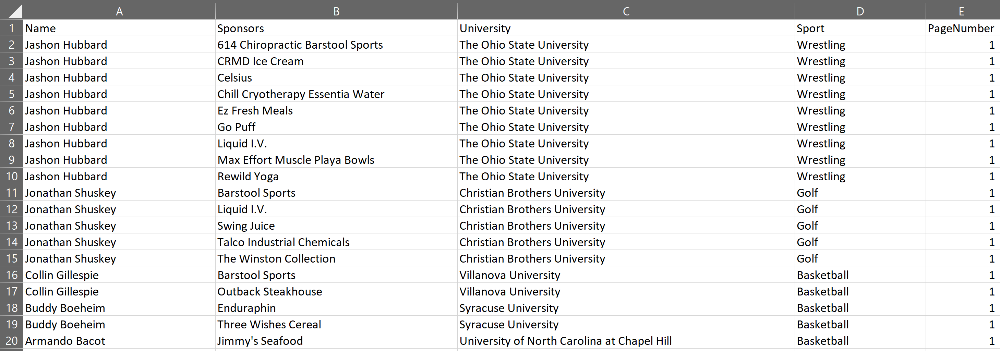 A B C D E
1 Name Sponsors University Sport PageNumber
2 Jashon Hubbard 614 Chiropractic Barstool Sports The Ohio State University Wrestling 1
3 Jashon Hubbard CRMD Ice Cream The Ohio State University Wrestling 1
4 Jashon Hubbard Celsius The Ohio State University Wrestling 1
5 Jashon Hubbard Chill Cryotherapy Essentia Water The Ohio State University Wrestling 1
6 Jashon Hubbard Ez Fresh Meals The Ohio State University Wrestling 1
7 Jashon Hubbard Go Puff The Ohio State University Wrestling 1
8 Jashon Hubbard Liquid I.V. The Ohio State University Wrestling 1
9 Jashon Hubbard Max Effort Muscle Playa Bowls The Ohio State University Wrestling 1
10 Jashon Hubbard Rewild Yoga The Ohio State University Wrestling 1
11 Jonathan Shuskey Barstool Sports Christian Brothers University Golf 1
12 Jonathan Shuskey Liquid I.V. Christian Brothers University Golf 1
13 Jonathan Shuskey Swing Juice Christian Brothers University Golf 1
14 Jonathan Shuskey Talco Industrial Chemicals Christian Brothers University Golf 1
15 Jonathan Shuskey The Winston Collection Christian Brothers University Golf 1
16 Collin Gillespie Barstool Sports Villanova University Basketball 1
17 Collin Gillespie Outback Steakhouse Villanova University Basketball 1
18 Buddy Boeheim Enduraphin Syracuse University Basketball 1
19 Buddy Boeheim Three Wishes Cereal Syracuse University Basketball 1
20 Armando Bacot Jimmy's Seafood University of North Carolina at Chapel Hill Basketball 1